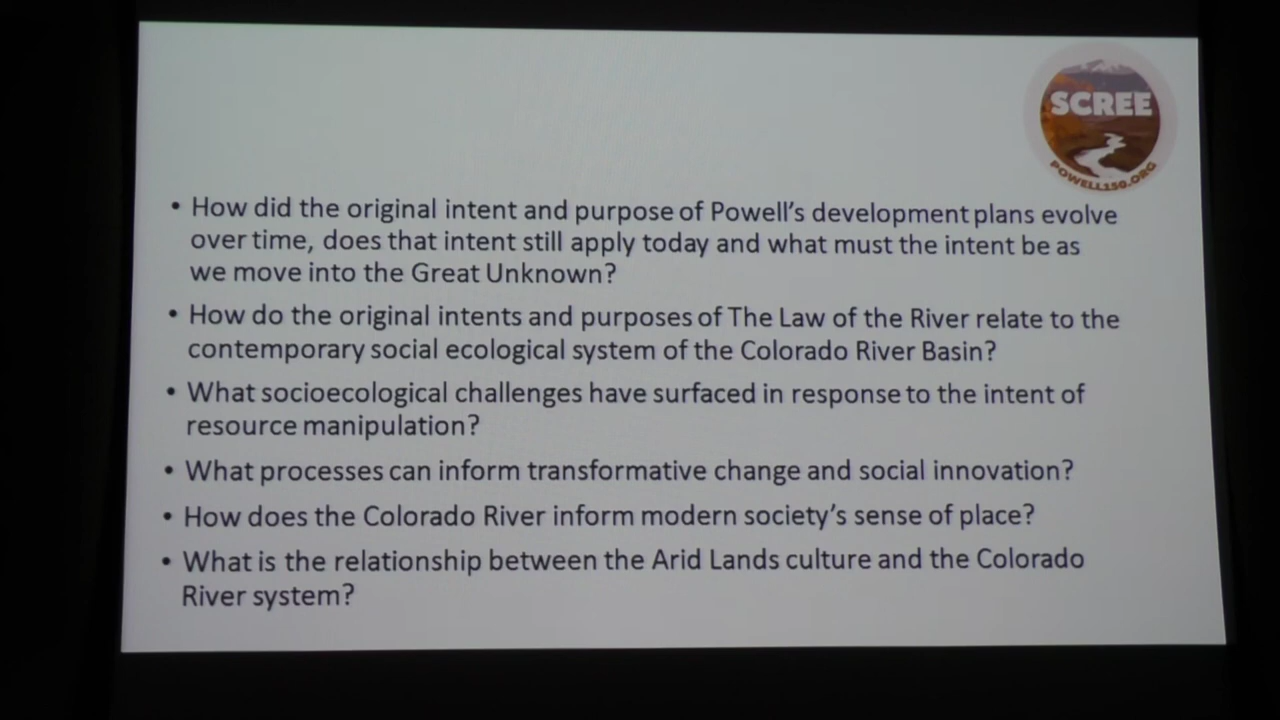 SCREE
POWELL150.ORG
• How did the original intent and purpose of Powell's development plans evolve
over time, does that intent still apply today and what must the intent be as
we move into the Great Unknown?
• How do the original intents and purposes of The Law of the River relate to the
contemporary social ecological system of the Colorado River Basin?
• What socioecological challenges have surfaced in response to the intent of
resource manipulation?
• What processes can inform transformative change and social innovation?
• How does the Colorado River inform modern society's sense of place?
• What is the relationship between the Arid Lands culture and the Colorado
River system?